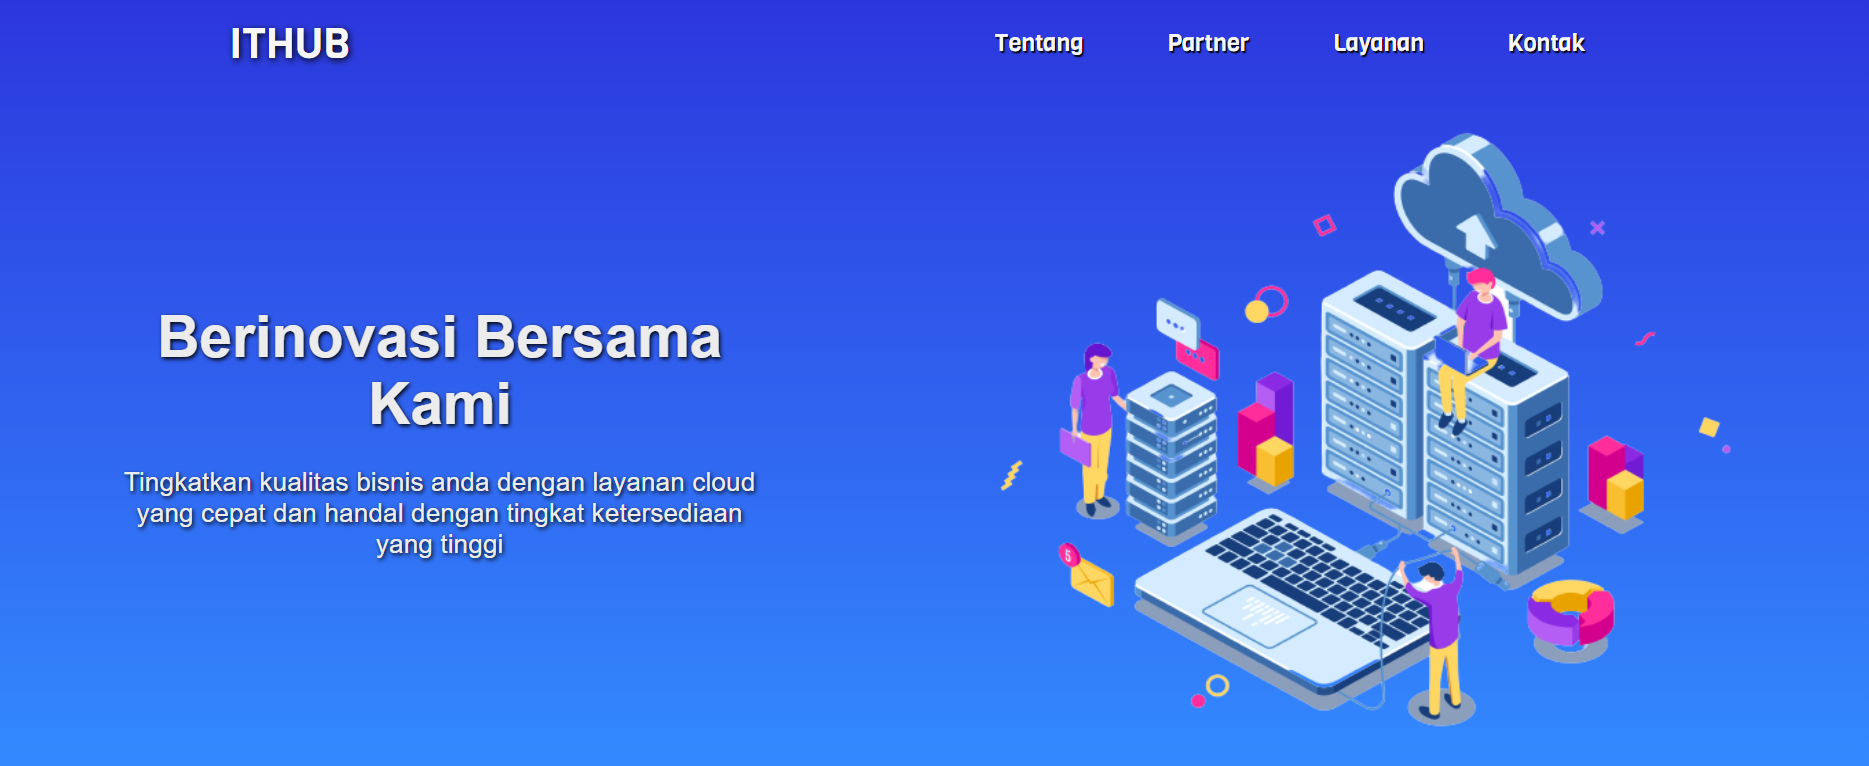 ITHUB
Tentang Partner Layanan Kontak
Berinovasi Bersama
Kami
Tingkatkan kualitas bisnis anda dengan layanan cloud
yang cepat dan handal dengan tingkat ketersediaan
yang tinggi
5